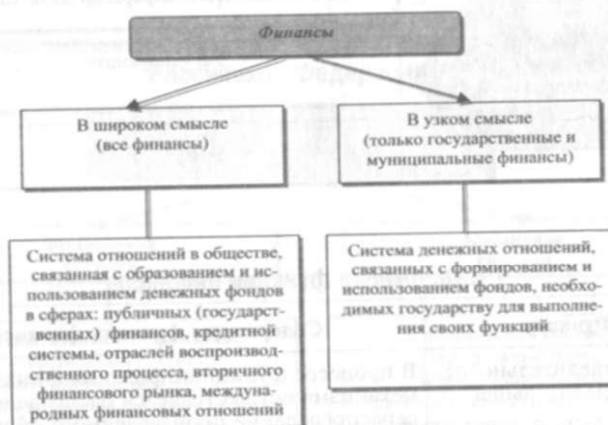 Финансы
В широком смысле
(все финансы)
В узком смысле
(только государственные и
муниципальные финансы)
Система отношений в обществе,
связанная с образованием и ис-
пользованием денежных фондов
в сферах: публичных (государст-
венных) финансов, кредитной
системы, отраслей воспроизвод-
ственного процесса, вторичного
финансового рынка, междуна-
родных финансовых отношений
Система денежных отношений,
связанных с формированием и
использованием фондов, необхо-
димых государству для выполне-
ния своих функций